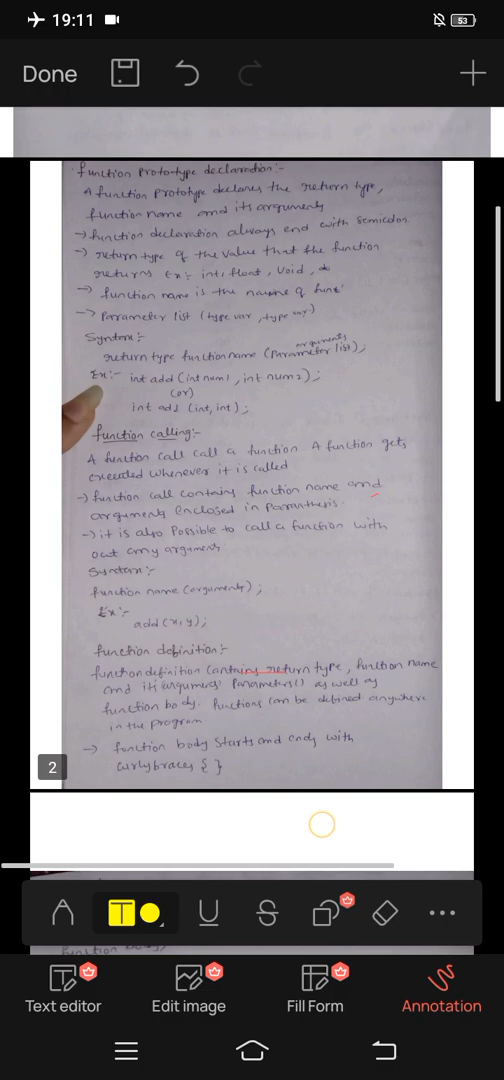 19:11
53
Done
function Prototype declaration:-
A function Prototype declares the return type,
function name and its arguments
→ function declaration always end with semicolon
→ return type of the value that the function
returns Ex:- int, float, void,
→ function name is the name of func
→ Parameter list (type var, type var)
Syntax:-
arguments
return type function name (Parameter list);
Ex:- int add (int num1, int num2);
(or)
int add (int, int);
function calling:-
A function call call a function. A function gets
executed whenever it is called
→ function call contains function name and
arguments enclosed in Paranthesis.
→ it is also Possible to call a function with
out any arguments
Syntax:-
function name (arguments);
Ex:-
add(x,y);
function definition:-
function definition contains return type, function name
and its arguments Parameters() as well as
function body. functions can be defined anywhere
in the program
→ function body starts and ends with
curlybraces { }
2
T
U
S
Text editor
Edit image
Fill Form
Annotation